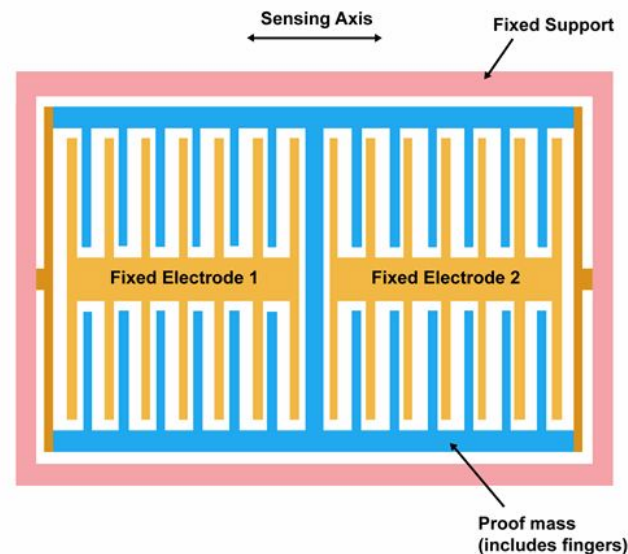 Sensing Axis
Fixed Support
Fixed Electrode 1
Fixed Electrode 2
Proof mass
(includes fingers)